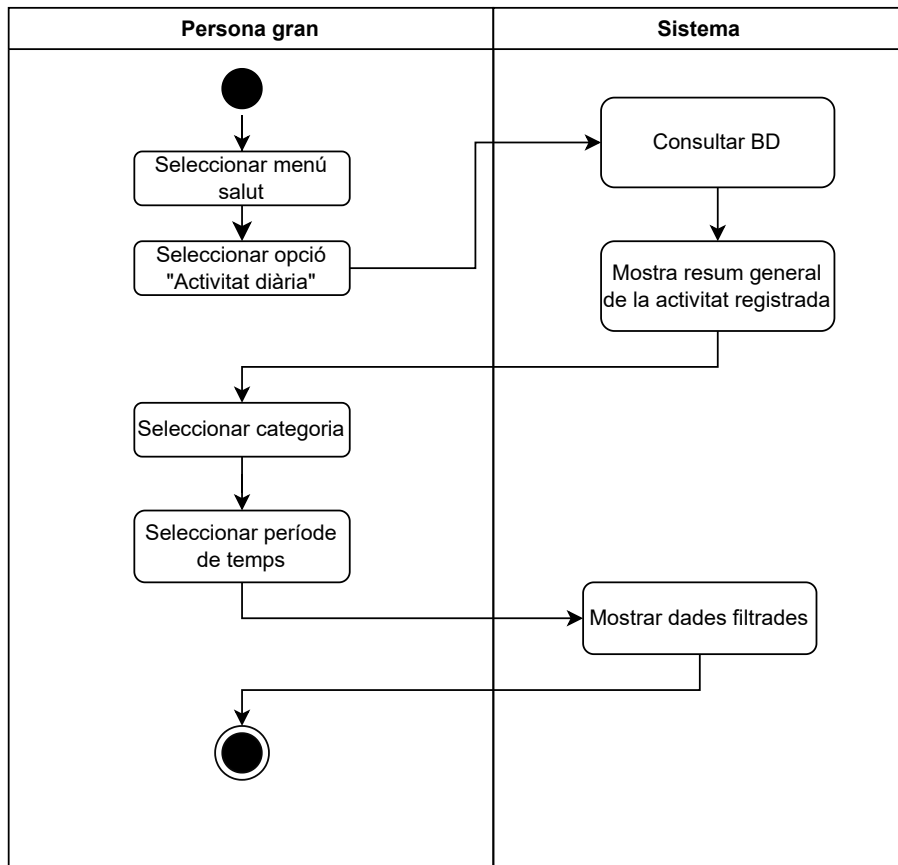 Persona gran
Sistema
Seleccionar menú
salut
Seleccionar opció
"Activitat diària"
Consultar BD
Mostra resum general
de la activitat registrada
Seleccionar categoria
Seleccionar període
de temps
Mostrar dades filtrades